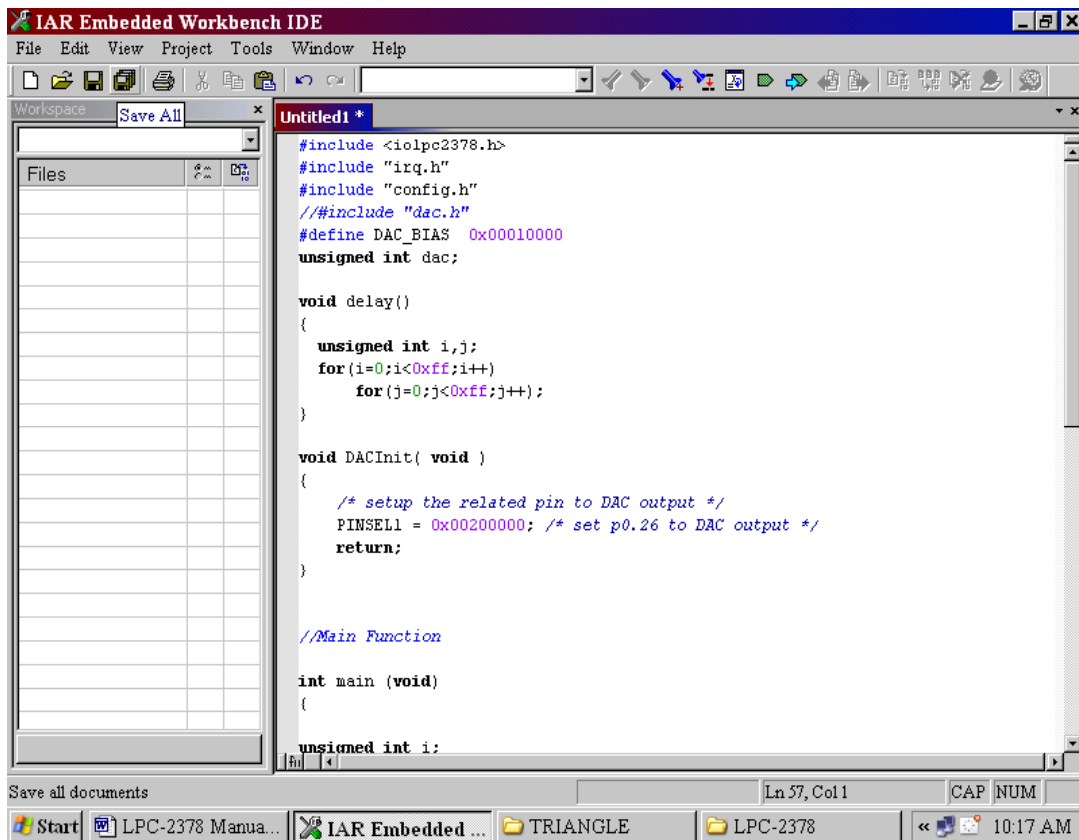 IAR Embedded Workbench IDE
File Edit View Project Tools Window Help
Workspace
Save All
Untitled1 *
Files
#include <iolpc2378.h>
#include "irq.h"
#include "config.h"
//#include "dac.h"
#define DAC_BIAS 0x00010000
unsigned int dac;
void delay()
{
unsigned int i,j;
for(i=0;i<0xff;i++)
for(j=0;j<0xff;j++);
}
void DACInit( void )
{
/* setup the related pin to DAC output */
PINSEL1 = 0x00200000; /* set p0.26 to DAC output */
return;
}
//Main Function
int main (void)
{
unsigned int i;
Save all documents
Ln 57, Col 1
CAP NUM
Start
LPC-2378 Manua...
IAR Embedded ...
TRIANGLE
LPC-2378
10:17 AM